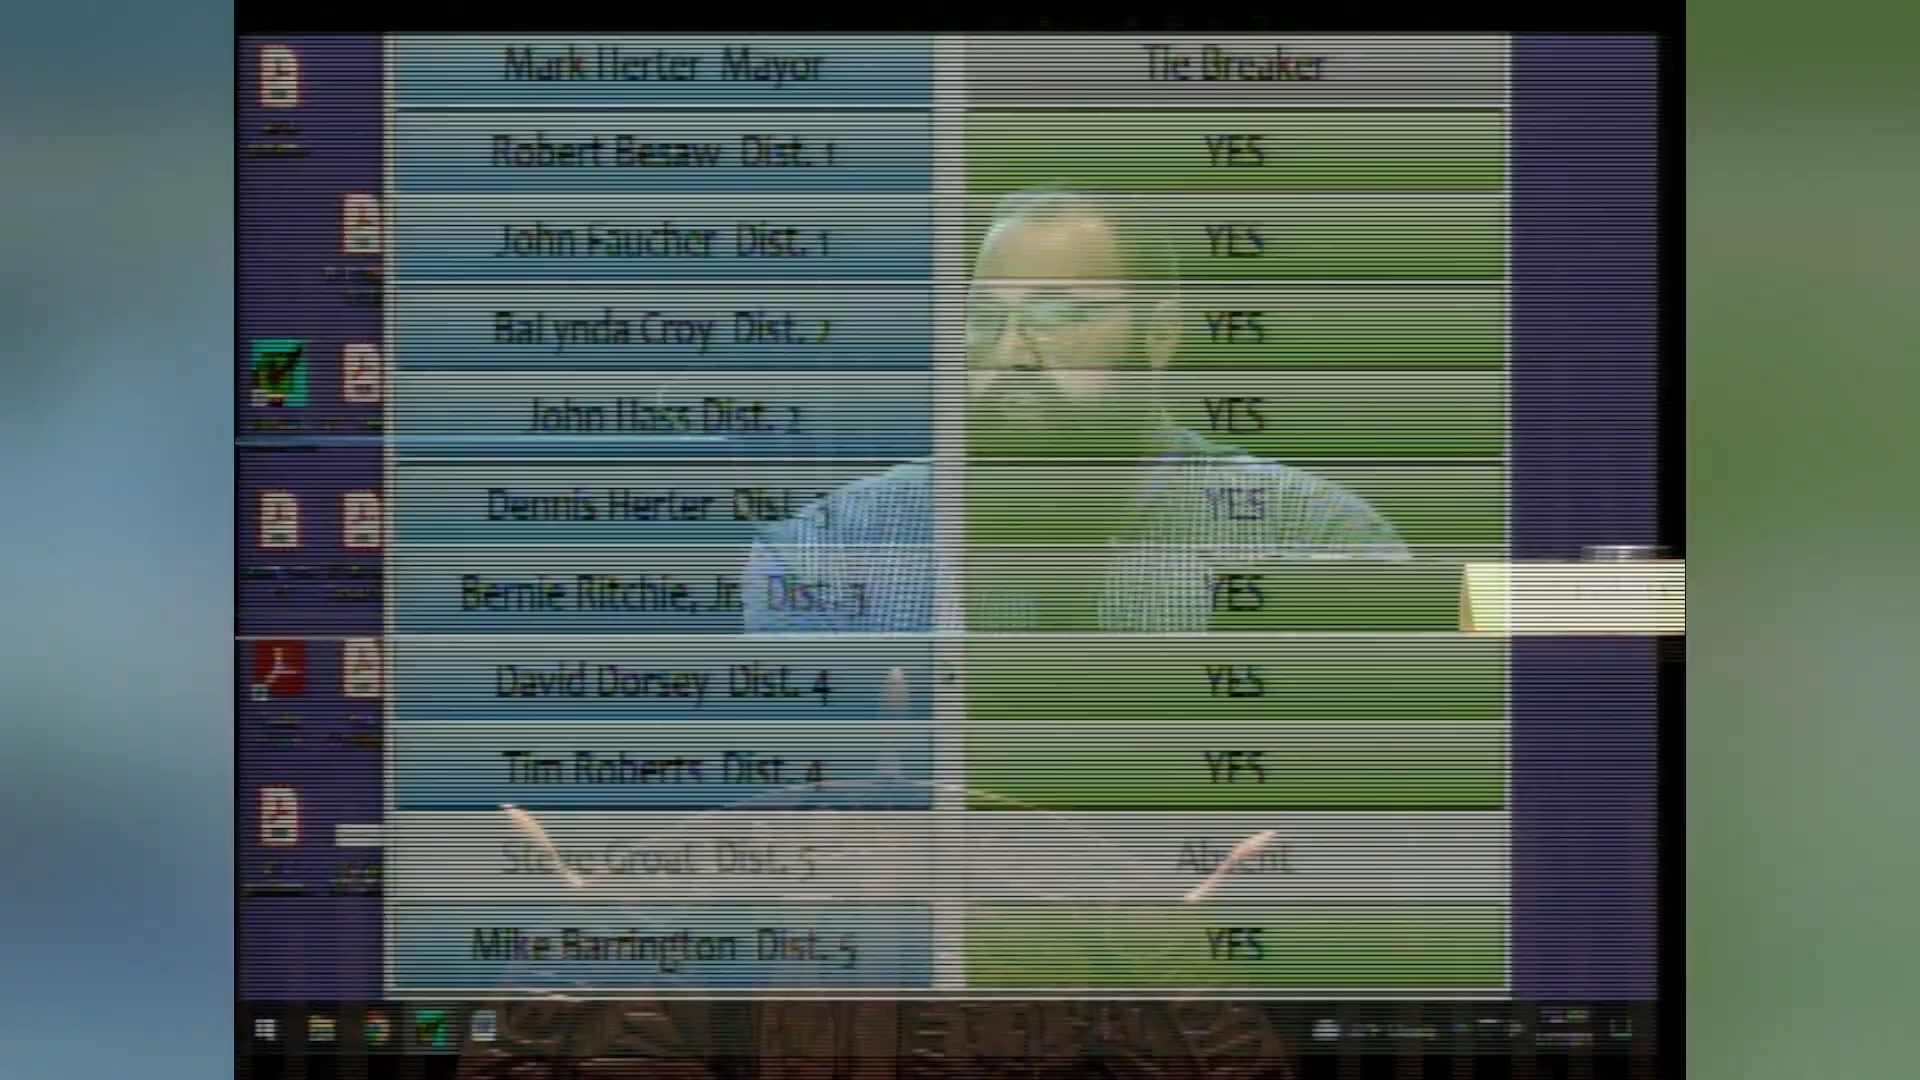 Mark Herter Mayor Tie Breaker
Robert Besaw Dist. 1 YES
John Faucher Dist. 1 YES
BaLynda Croy Dist. 2 YES
John Hass Dist. 2 YES
Dennis Herter Dist. 3 YES
Bernie Ritchie, Jr. Dist. 3 YES
David Dorsey Dist. 4 YES
Tim Roberts Dist. 4 YES
Steve Groat Dist. 5 Absent
Mike Barrington Dist. 5 YES